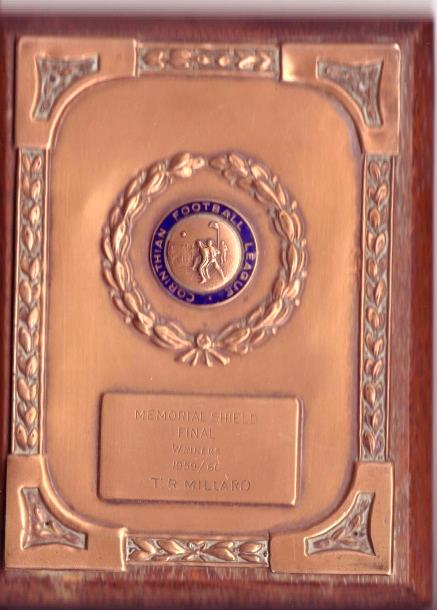 CORINTHIAN FOOTBALL LEAGUE
MEMORIAL SHIELD
FINAL
WINNERS
1959/60
T. R. MILLARD